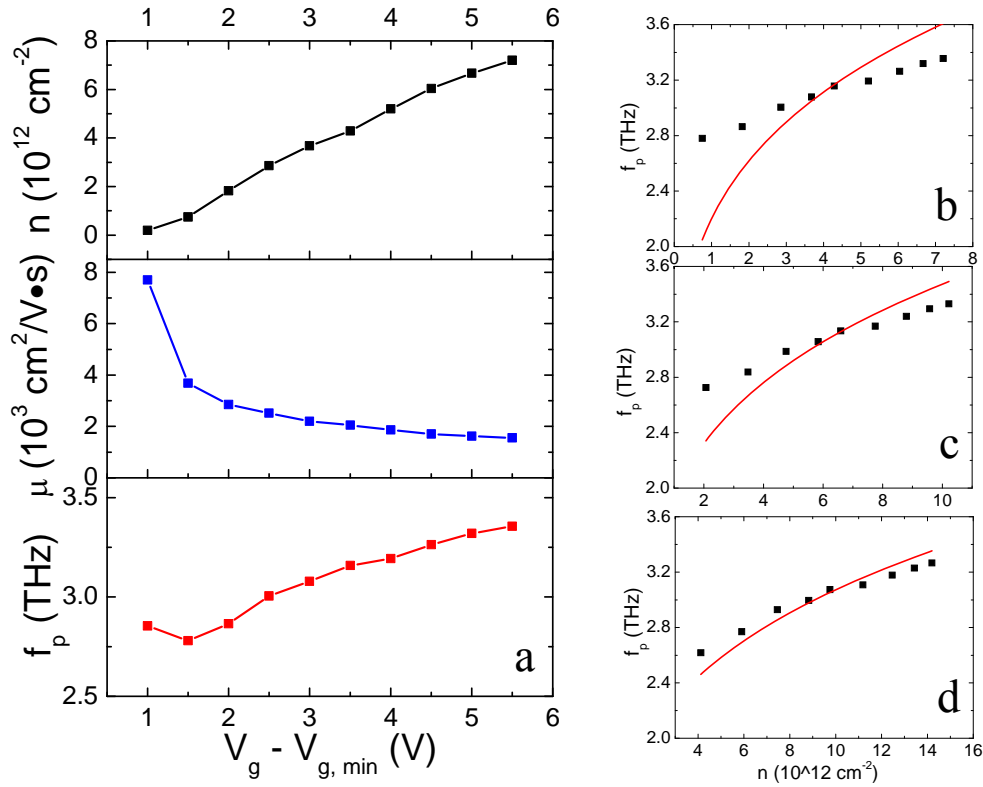 1 2 3 4 5 6
n (10^12 cm^-2)
8
6
4
2
0
μ (10^3 cm^2/V•s)
8
6
4
2
0
f_p (THz)
3.5
3.0
2.5
a
1 2 3 4 5 6
V_g - V_g, min (V)
f_p (THz)
3.6
3.2
2.8
2.4
2.0
b
0 1 2 3 4 5 6 7 8
f_p (THz)
3.6
3.2
2.8
2.4
2.0
c
2 4 6 8 10
f_p (THz)
3.6
3.2
2.8
2.4
2.0
d
4 6 8 10 12 14 16
n (10^12 cm^-2)